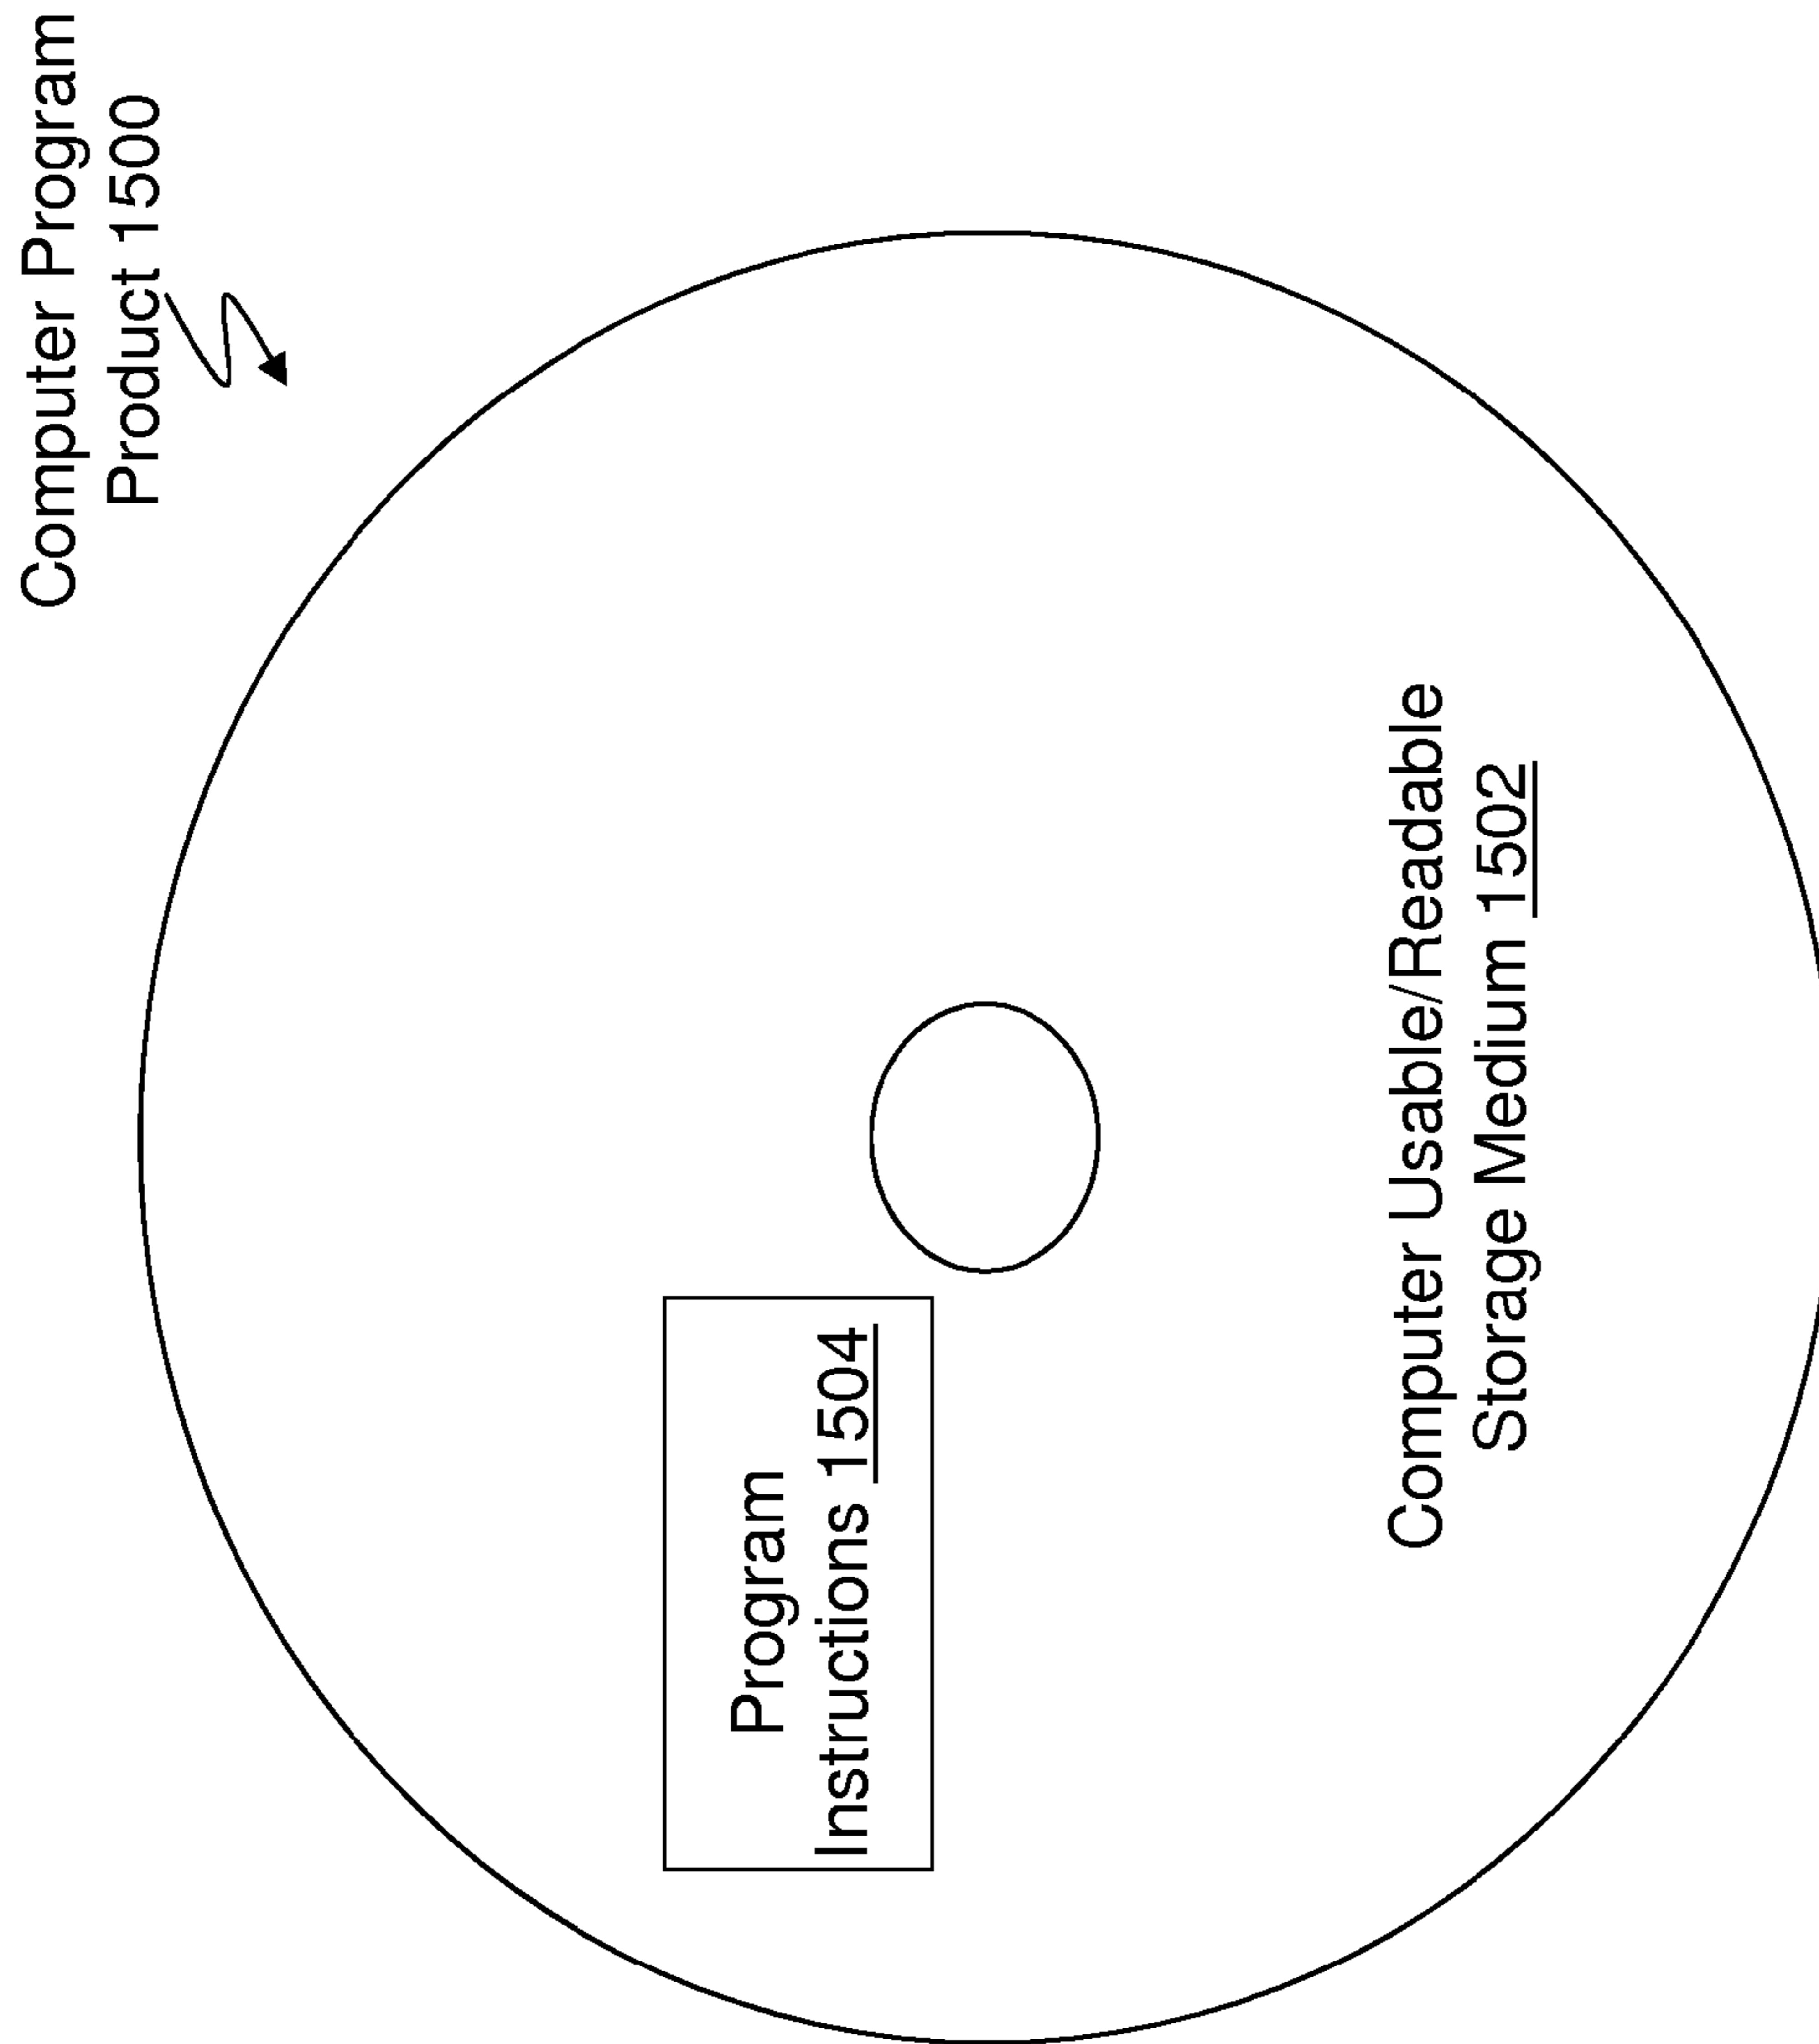 Computer Program
Product 1500
Program
Instructions 1504
Computer Usable/Readable
Storage Medium 1502